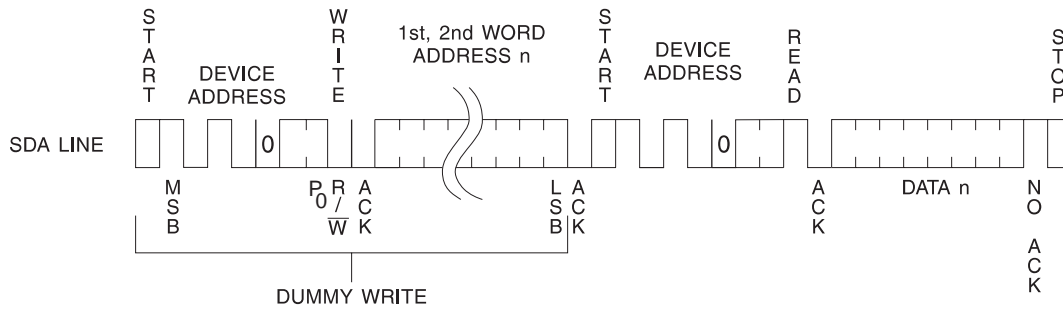 START
DEVICE
ADDRESS
WRITE
1st, 2nd WORD
ADDRESS n
START
DEVICE
ADDRESS
READ
STOP
SDA LINE
0
0
MSB
P0
R/W
ACK
LSB
ACK
ACK
DATA n
NO ACK
DUMMY WRITE